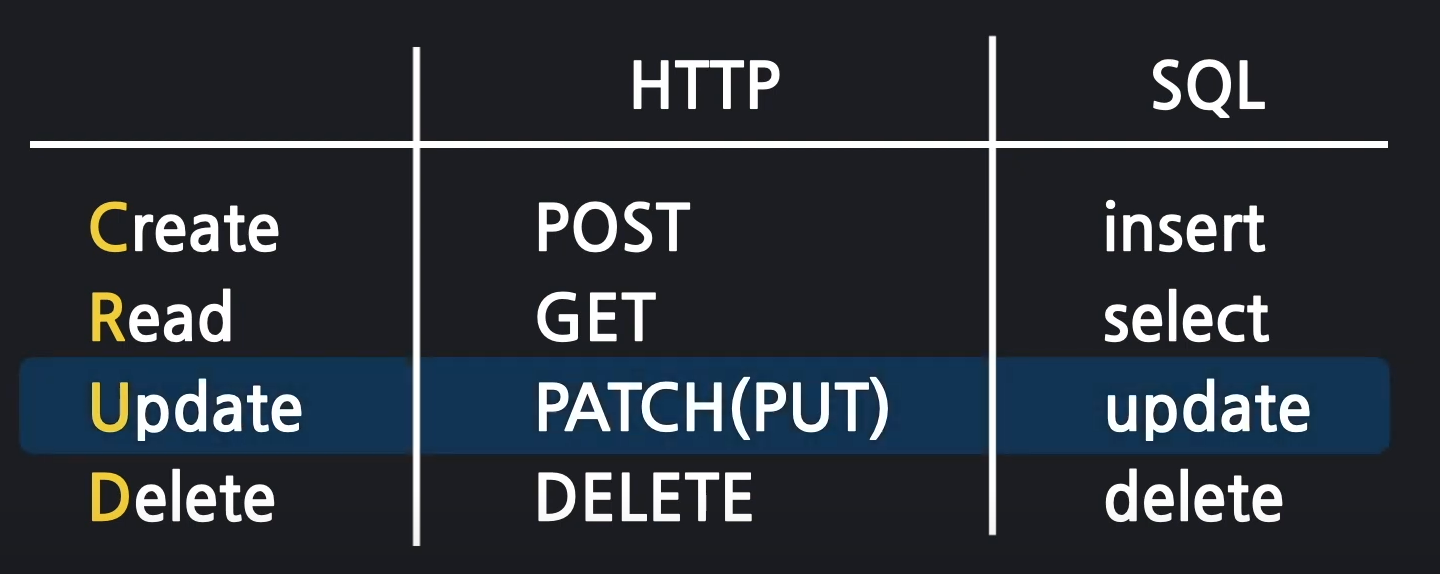 HTTP SQL
Create POST insert
Read GET select
Update PATCH(PUT) update
Delete DELETE delete